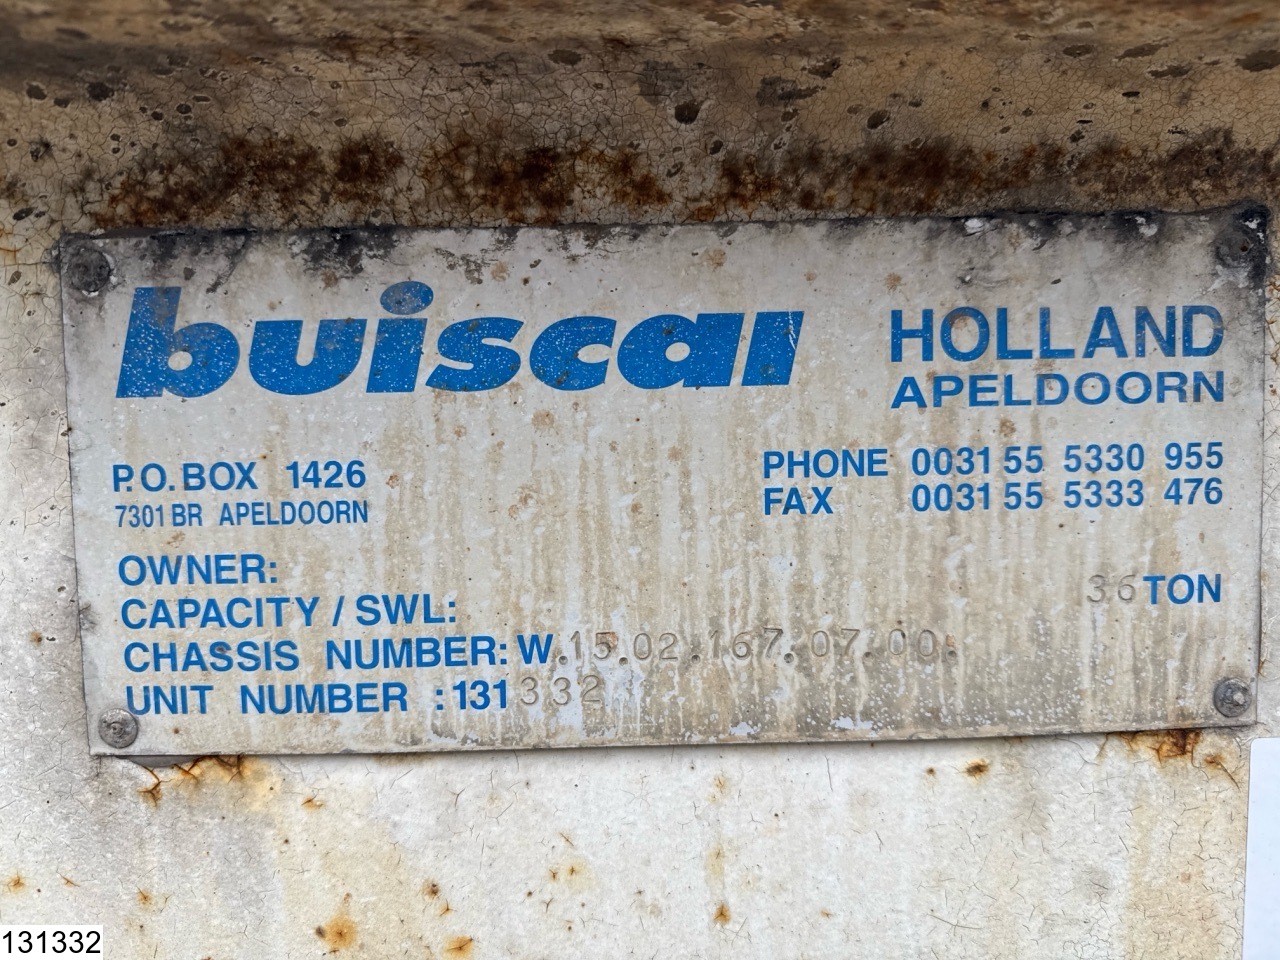 buiscar
HOLLAND
APELDOORN
P.O. BOX 1426
7301 BR APELDOORN
PHONE 0031 55 5330 955
FAX 0031 55 5333 476
OWNER:
CAPACITY / SWL: 36 TON
CHASSIS NUMBER: W.15.02.167.07.00.
UNIT NUMBER : 131332
131332